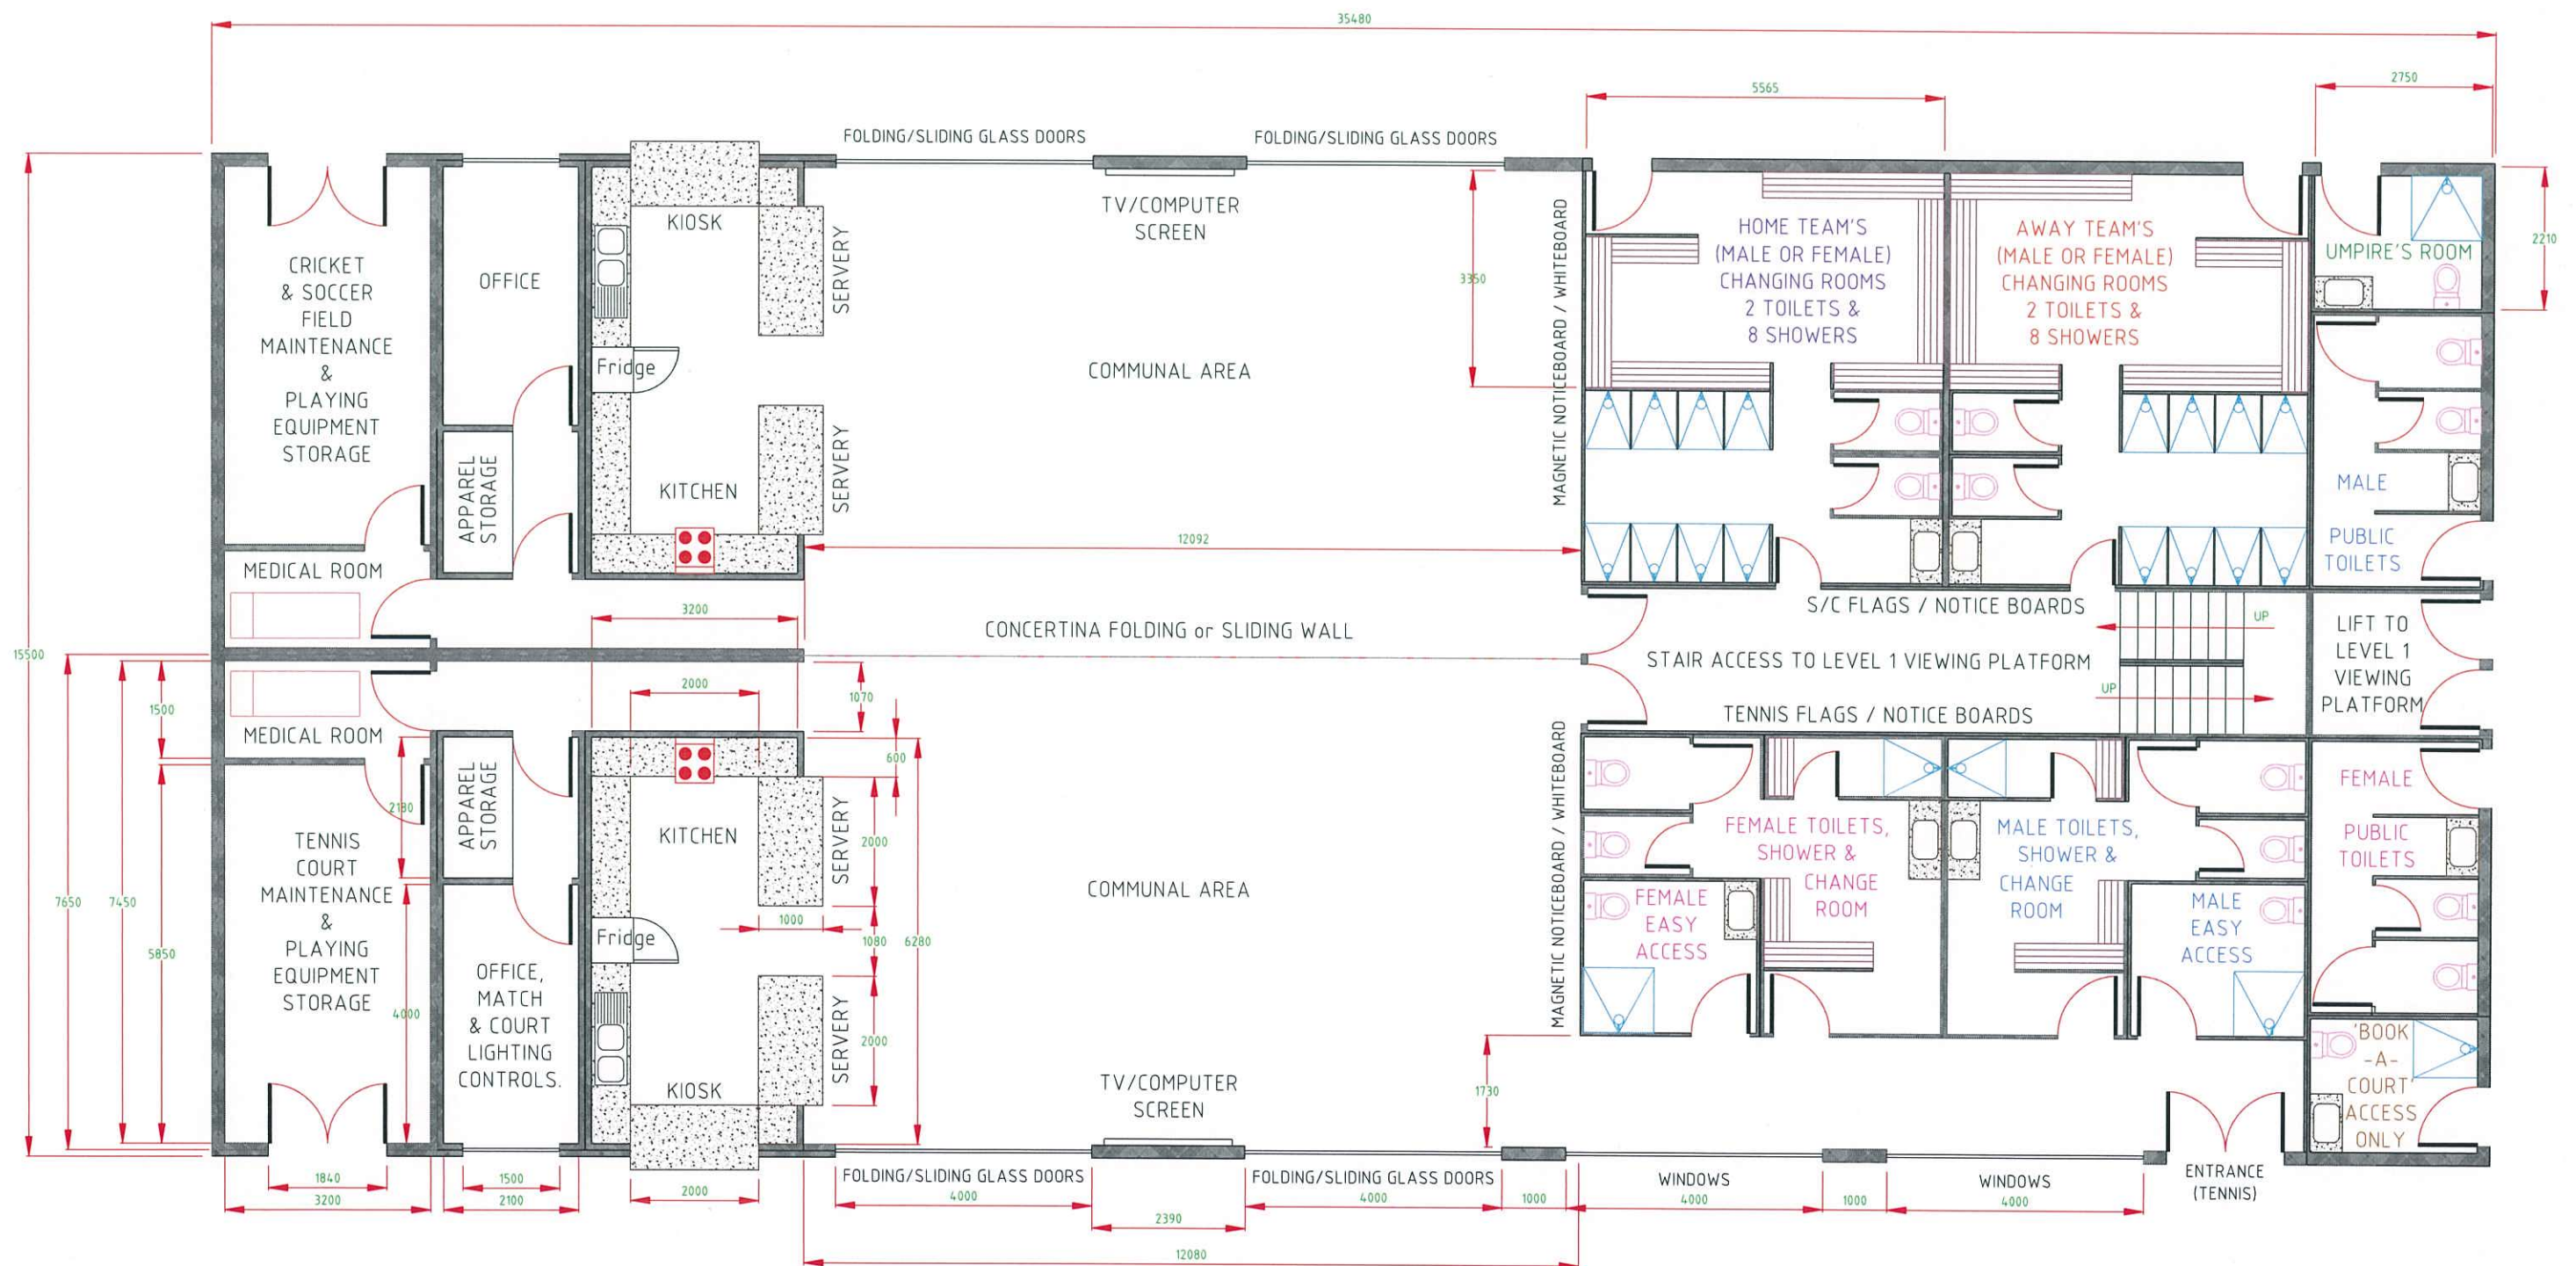 35480
5565
2750
FOLDING/SLIDING GLASS DOORS
FOLDING/SLIDING GLASS DOORS
KIOSK
TV/COMPUTER
SCREEN
SERVERY
MAGNETIC NOTICEBOARD / WHITEBOARD
HOME TEAM'S
(MALE OR FEMALE)
CHANGING ROOMS
2 TOILETS &
8 SHOWERS
AWAY TEAM'S
(MALE OR FEMALE)
CHANGING ROOMS
2 TOILETS &
8 SHOWERS
UMPIRE'S ROOM
2210
CRICKET
& SOCCER
FIELD
MAINTENANCE
&
PLAYING
EQUIPMENT
STORAGE
OFFICE
3350
Fridge
COMMUNAL AREA
APPAREL
STORAGE
KITCHEN
SERVERY
MALE
PUBLIC
TOILETS
12092
MEDICAL ROOM
3200
S/C FLAGS / NOTICE BOARDS
UP
CONCERTINA FOLDING or SLIDING WALL
STAIR ACCESS TO LEVEL 1 VIEWING PLATFORM
UP
LIFT TO
LEVEL 1
VIEWING
PLATFORM
15500
2000
1070
1500
TENNIS FLAGS / NOTICE BOARDS
MEDICAL ROOM
600
MAGNETIC NOTICEBOARD / WHITEBOARD
FEMALE
PUBLIC
TOILETS
2180
APPAREL
STORAGE
KITCHEN
SERVERY
2000
FEMALE TOILETS,
SHOWER &
CHANGE
ROOM
MALE TOILETS,
SHOWER &
CHANGE
ROOM
TENNIS
COURT
MAINTENANCE
&
PLAYING
EQUIPMENT
STORAGE
COMMUNAL AREA
FEMALE
EASY
ACCESS
MALE
EASY
ACCESS
7650
7450
5850
1000
1080
6280
Fridge
4000
OFFICE,
MATCH
& COURT
LIGHTING
CONTROLS.
SERVERY
2000
KIOSK
TV/COMPUTER
SCREEN
1730
'BOOK
-A-
COURT'
ACCESS
ONLY
1840
3200
1500
2100
2000
FOLDING/SLIDING GLASS DOORS
4000
2390
FOLDING/SLIDING GLASS DOORS
4000
1000
WINDOWS
4000
1000
WINDOWS
4000
ENTRANCE
(TENNIS)
12080